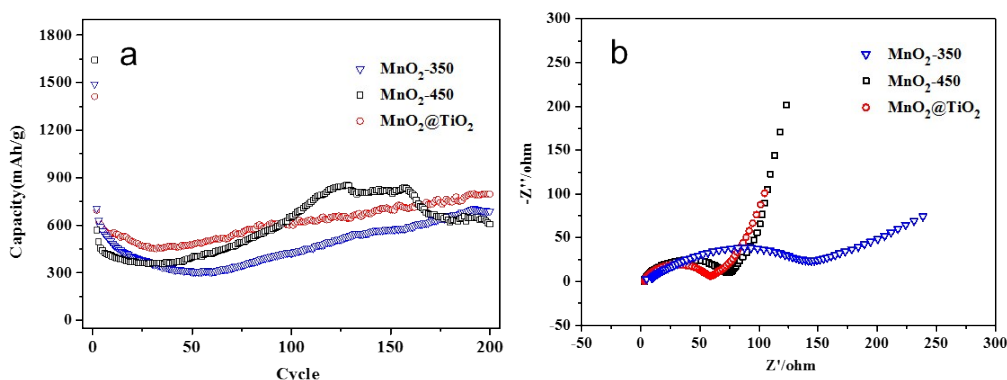 a
MnO₂-350
MnO₂-450
MnO₂@TiO₂
1800
1500
1200
900
600
300
0
Capacity(mAh/g)
0 50 100 150 200
Cycle
b
MnO₂-350
MnO₂-450
MnO₂@TiO₂
300
250
200
150
100
50
0
-50
-Z''/ohm
-50 0 50 100 150 200 250 300
Z'/ohm